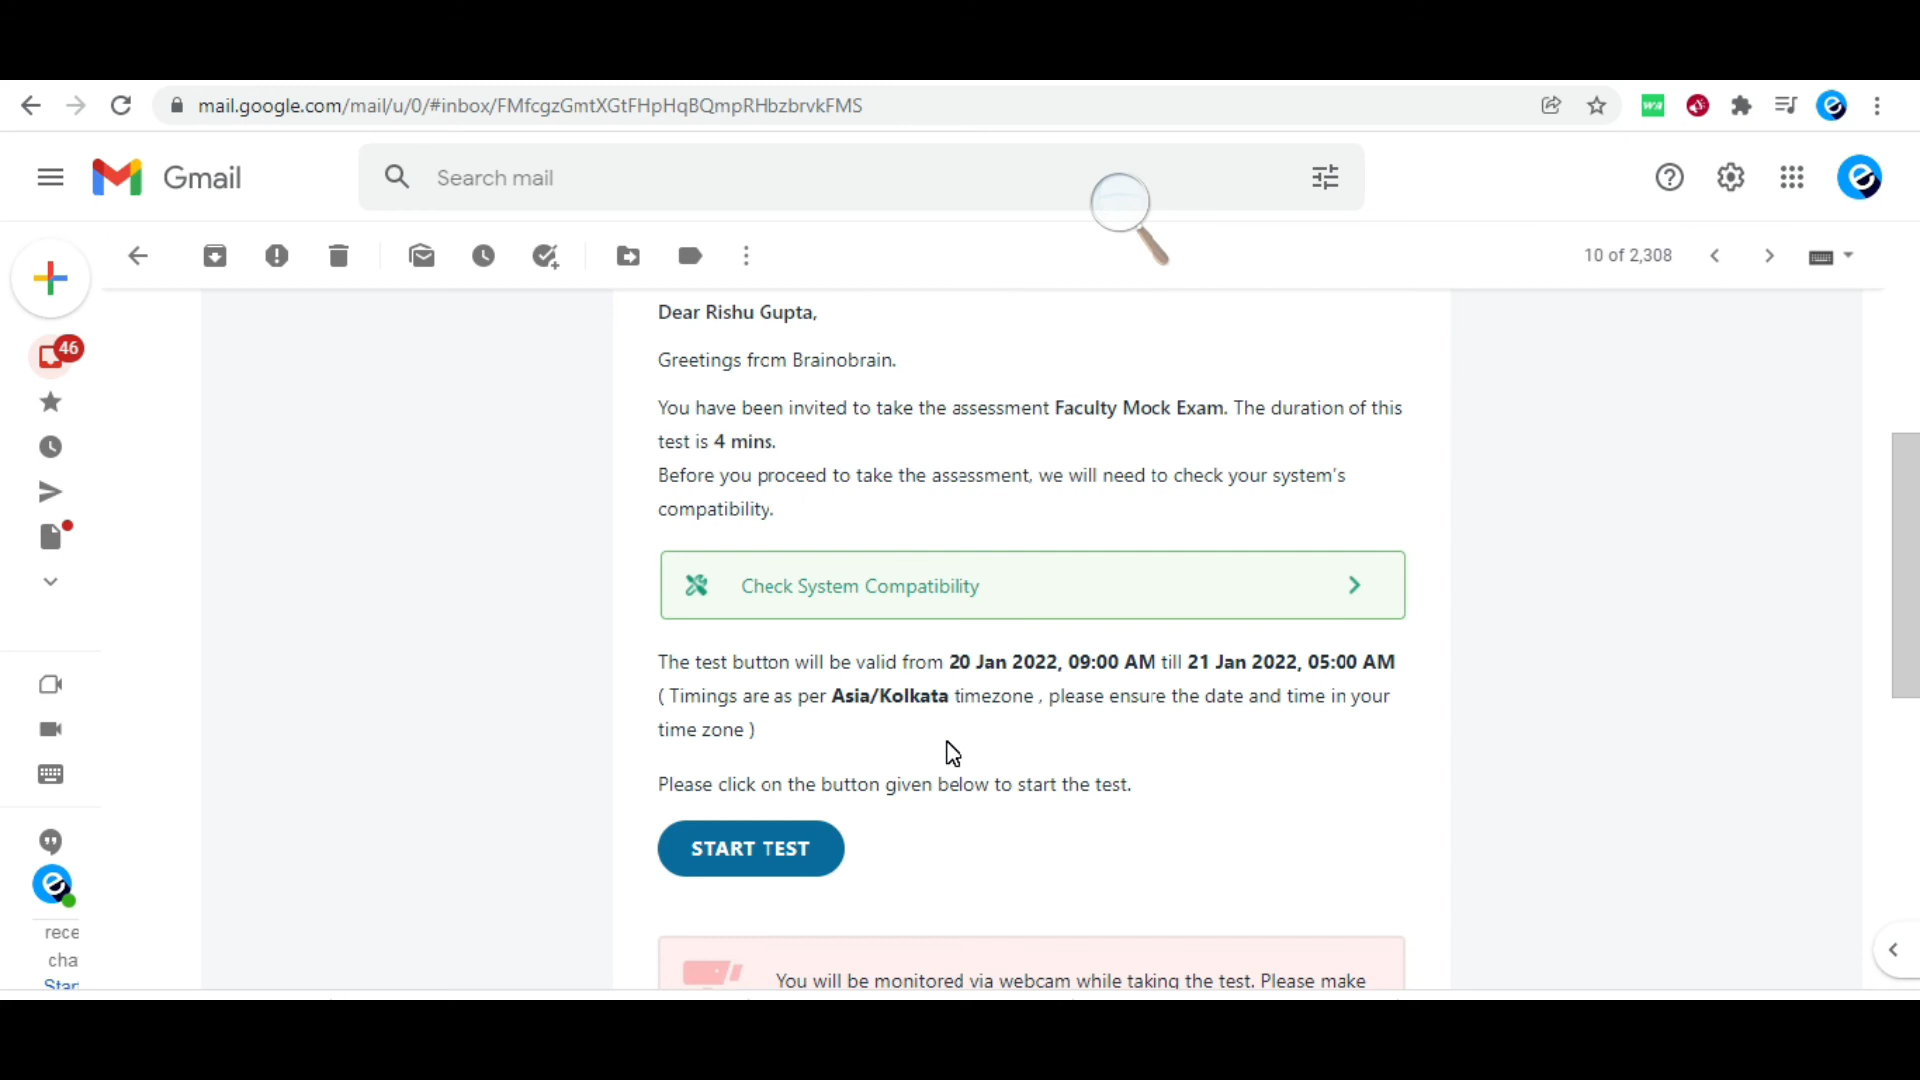 mail.google.com/mail/u/0/#inbox/FMfcgzGmtXGtFHpHqBQmpRHbzbrvkFMS
Gmail
Search mail
10 of 2,308
46
Dear Rishu Gupta,
Greetings from Brainobrain.
You have been invited to take the assessment Faculty Mock Exam. The duration of this
test is 4 mins.
Before you proceed to take the assessment, we will need to check your system's
compatibility.
Check System Compatibility
The test button will be valid from 20 Jan 2022, 09:00 AM till 21 Jan 2022, 05:00 AM
( Timings are as per Asia/Kolkata timezone , please ensure the date and time in your
time zone )
Please click on the button given below to start the test.
START TEST
rece
cha
Star
You will be monitored via webcam while taking the test. Please make